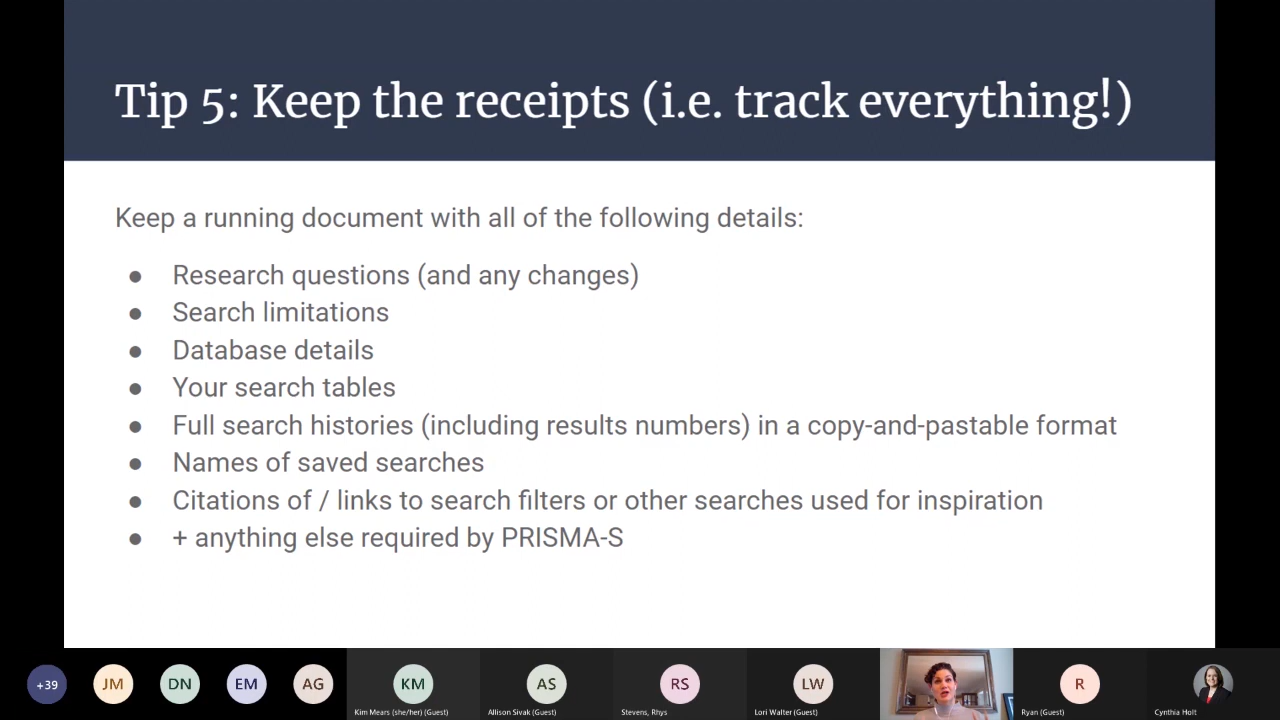 Tip 5: Keep the receipts (i.e. track everything!)
Keep a running document with all of the following details:
● Research questions (and any changes)
● Search limitations
● Database details
● Your search tables
● Full search histories (including results numbers) in a copy-and-pastable format
● Names of saved searches
● Citations of / links to search filters or other searches used for inspiration
● + anything else required by PRISMA-S
+39 JM DN EM AG KM AS RS LW R
Kim Mears (she/her) (Guest) Allison Sivak (Guest) Stevens, Rhys Lori Walter (Guest) Ryan (Guest) Cynthia Holt